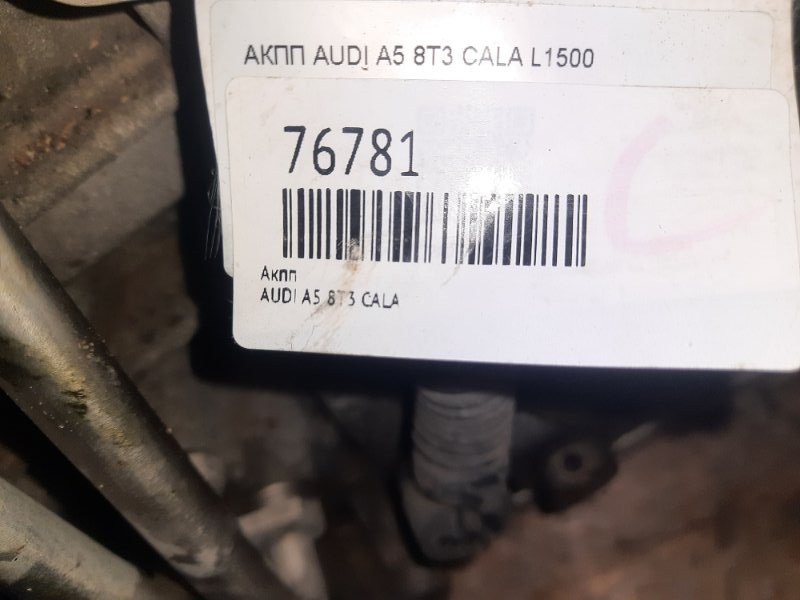 АКПП AUDI A5 8T3 CALA L1500
76781
Акпп
AUDI A5 8T3 CALA